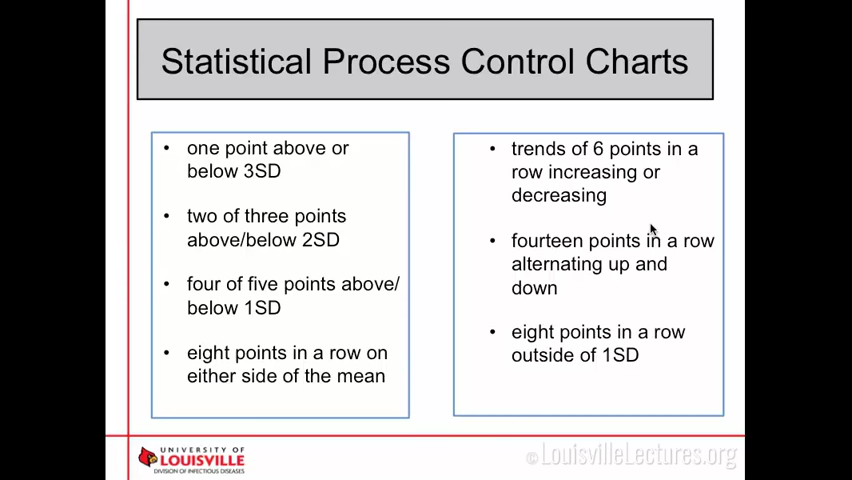 Statistical Process Control Charts
• one point above or
below 3SD
• two of three points
above/below 2SD
• four of five points above/
below 1SD
• eight points in a row on
either side of the mean
• trends of 6 points in a
row increasing or
decreasing
• fourteen points in a row
alternating up and
down
• eight points in a row
outside of 1SD
UNIVERSITY OF
LOUISVILLE
DIVISION OF INFECTIOUS DISEASES
©LouisvilleLectures.org